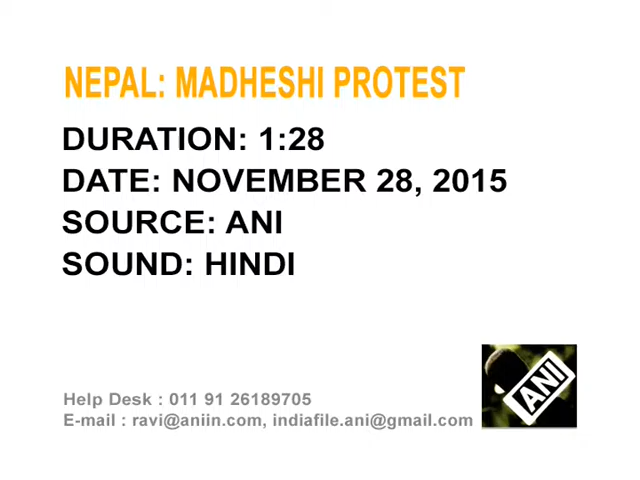 NEPAL: MADHESHI PROTEST
DURATION: 1:28
DATE: NOVEMBER 28, 2015
SOURCE: ANI
SOUND: HINDI
Help Desk : 011 91 26189705
E-mail : ravi@aniin.com, indiafile.ani@gmail.com
ANI